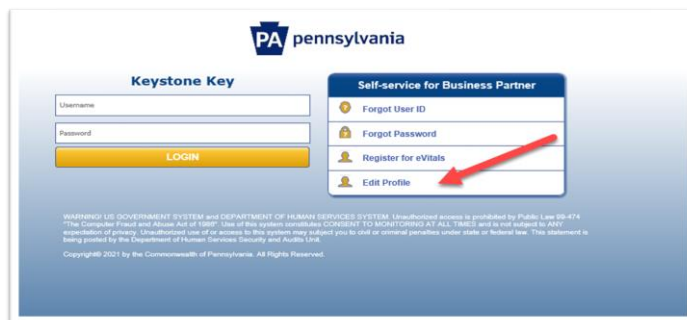 PA pennsylvania
Keystone Key
Username
Password
LOGIN
Self-service for Business Partner
Forgot User ID
Forgot Password
Register for eVitals
Edit Profile
WARNING! US GOVERNMENT SYSTEM and DEPARTMENT OF HUMAN SERVICES SYSTEM. Unauthorized access is prohibited by Public Law 99-474
"The Computer Fraud and Abuse Act of 1986". Use of this system constitutes CONSENT TO MONITORING AT ALL TIMES and is not subject to ANY
expectation of privacy. Unauthorized use of or access to this system may subject you to civil or criminal penalties under state or federal law. This statement is
being posted by the Department of Human Services Security and Audits Unit.
Copyright© 2021 by the Commonwealth of Pennsylvania. All Rights Reserved.